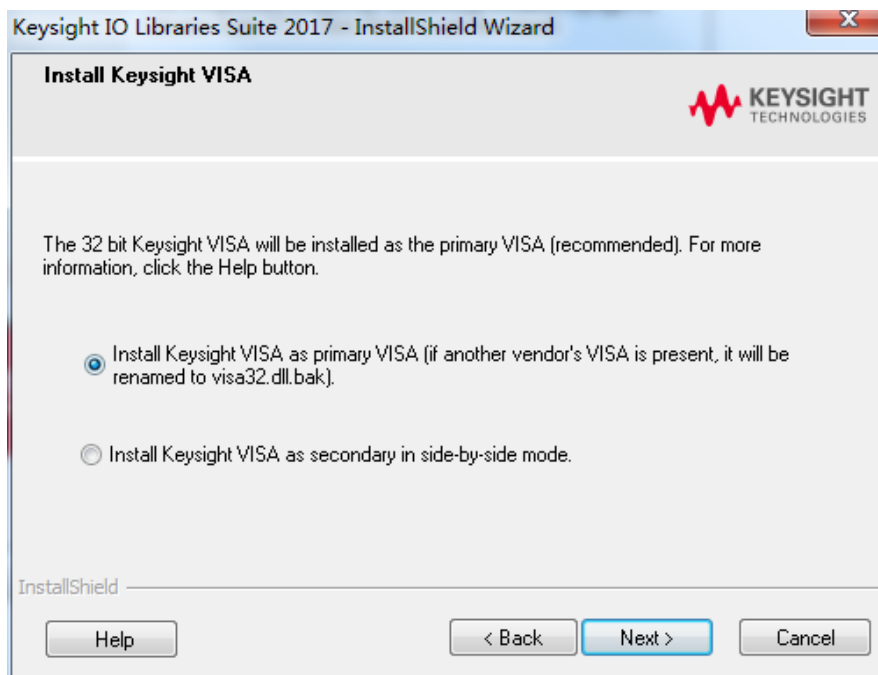 Keysight IO Libraries Suite 2017 - InstallShield Wizard
Install Keysight VISA
KEYSIGHT
TECHNOLOGIES
The 32 bit Keysight VISA will be installed as the primary VISA (recommended). For more
information, click the Help button.
Install Keysight VISA as primary VISA (if another vendor's VISA is present, it will be
renamed to visa32.dll.bak).
Install Keysight VISA as secondary in side-by-side mode.
InstallShield
Help
< Back
Next >
Cancel